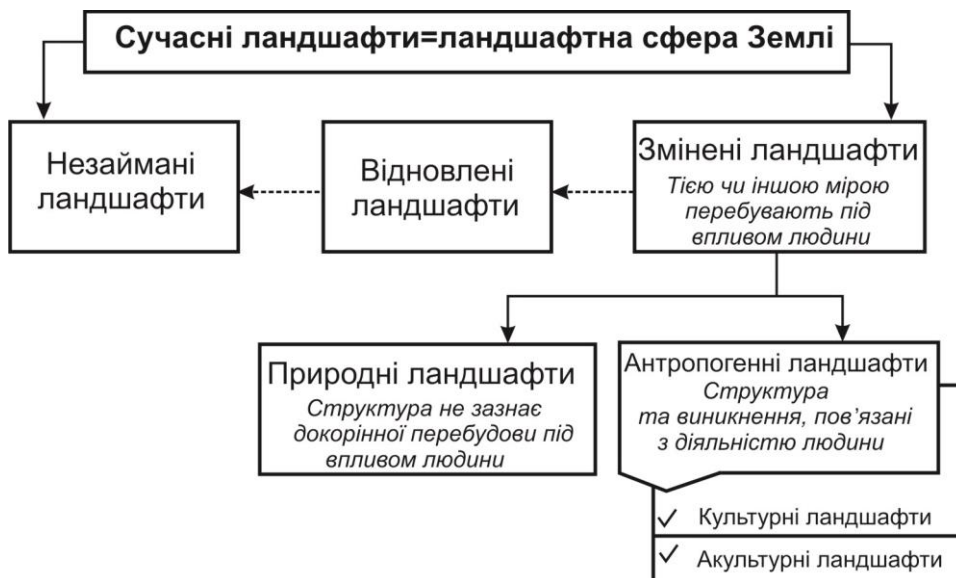 Сучасні ландшафти=ландшафтна сфера Землі
Незаймані
ландшафти
Відновлені
ландшафти
Змінені ландшафти
Тією чи іншою мірою
перебувають під
впливом людини
Природні ландшафти
Структура не зазнає
докорінної перебудови під
впливом людини
Антропогенні ландшафти
Структура
та виникнення, пов’язані
з діяльністю людини
✓ Культурні ландшафти
✓ Акультурні ландшафти